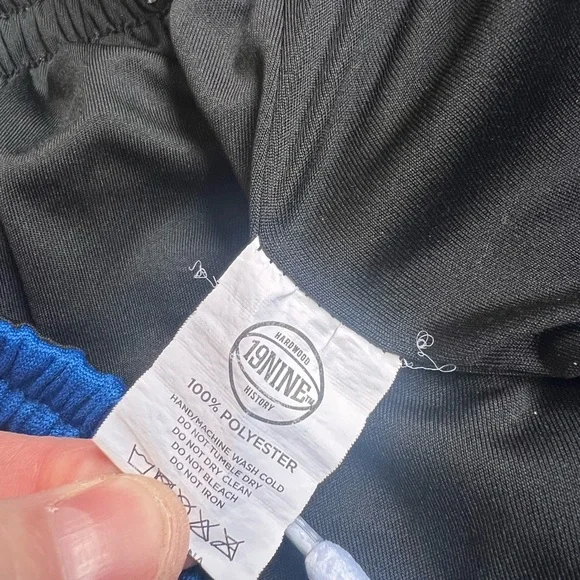 HARDWOOD
19NINE™
HISTORY
100% POLYESTER
HAND/MACHINE WASH COLD
DO NOT TUMBLE DRY
DO NOT DRY CLEAN
DO NOT BLEACH
DO NOT IRON